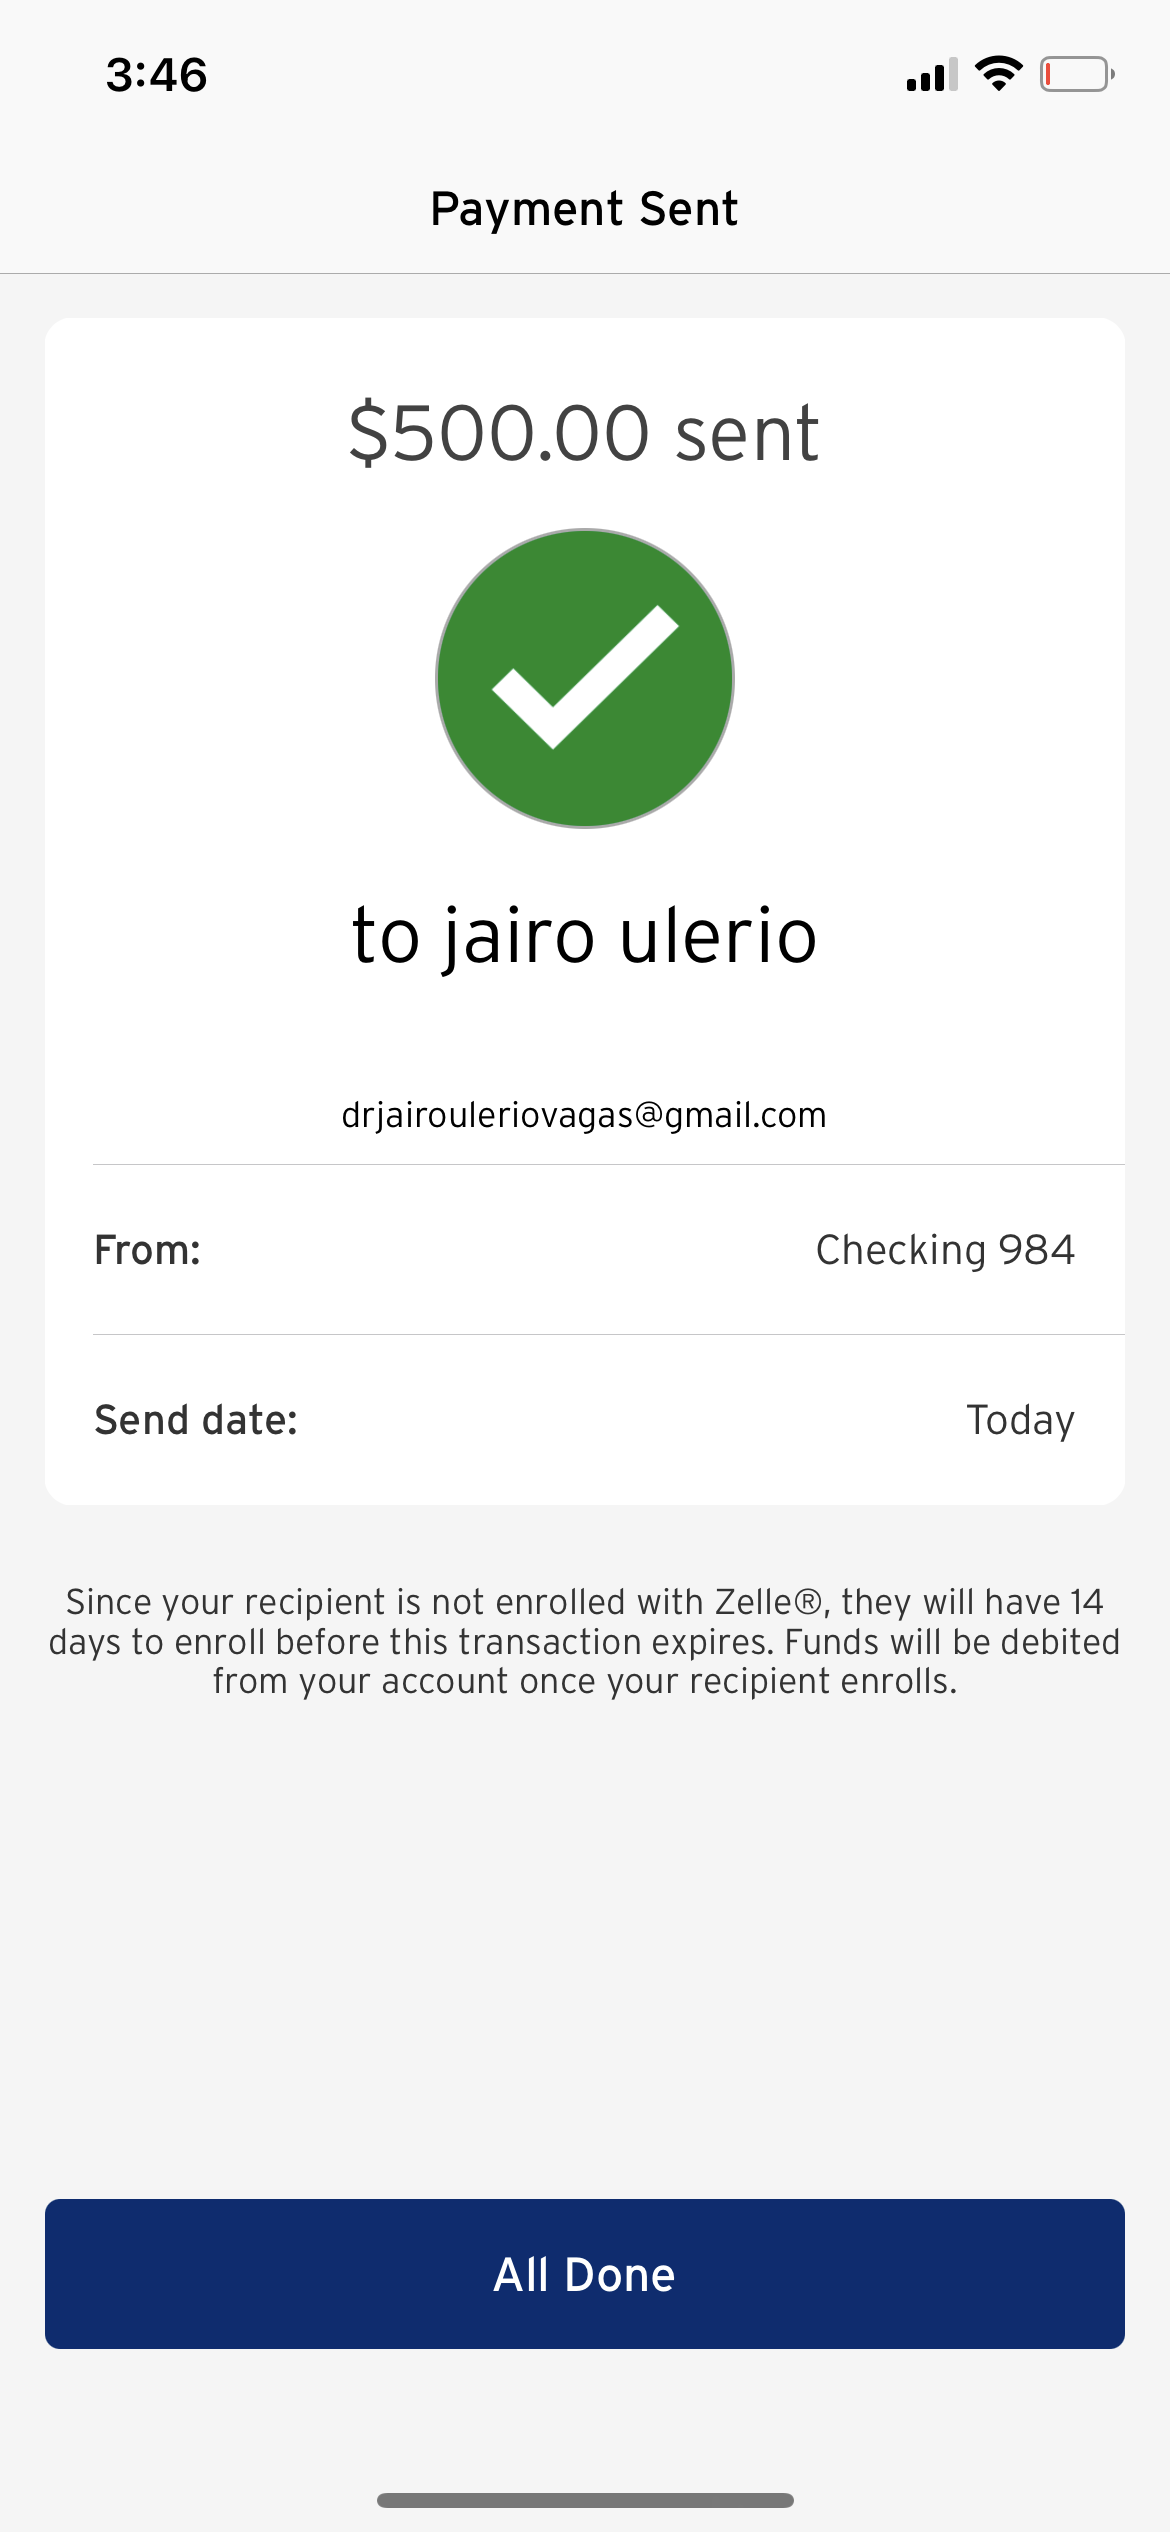 3:46
Payment Sent
$500.00 sent
to jairo ulerio
drjairouleriovagas@gmail.com
From: Checking 984
Send date: Today
Since your recipient is not enrolled with Zelle®, they will have 14
days to enroll before this transaction expires. Funds will be debited
from your account once your recipient enrolls.
All Done